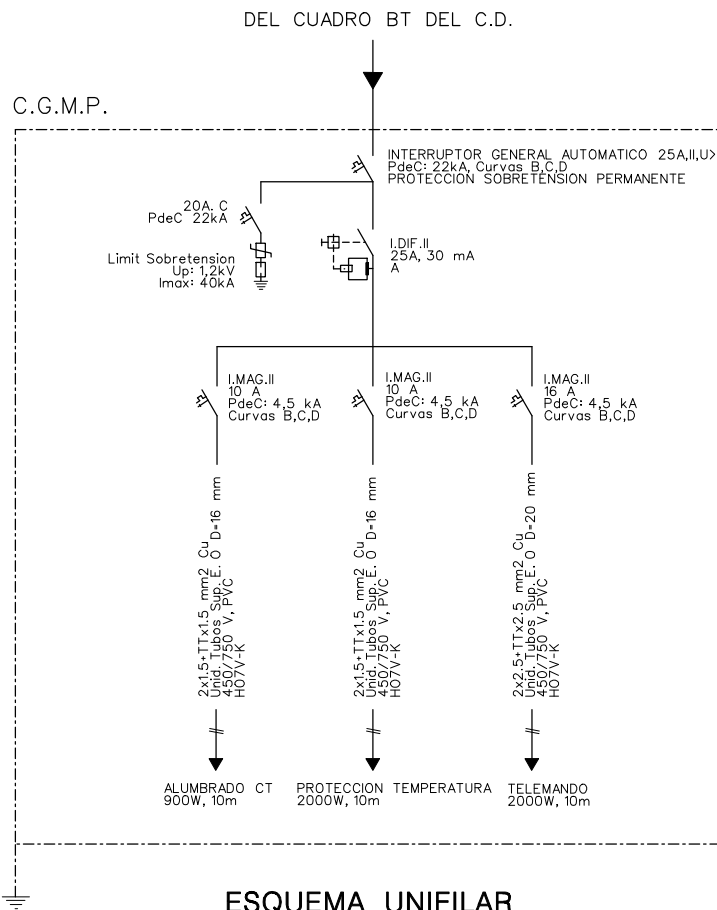 DEL CUADRO BT DEL C.D.
C.G.M.P.
INTERRUPTOR GENERAL AUTOMATICO 25A,II,U>
PdeC: 22kA, Curvas B,C,D
PROTECCION SOBRETENSION PERMANENTE
20A. C
PdeC 22kA
Limit Sobretension
Up: 1,2kV
Imax: 40kA
I.DIF.II
25A, 30 mA
A
I.MAG.II
10 A
PdeC: 4,5 kA
Curvas B,C,D
I.MAG.II
10 A
PdeC: 4,5 kA
Curvas B,C,D
I.MAG.II
16 A
PdeC: 4,5 kA
Curvas B,C,D
2x1.5+TTx1.5 mm2 Cu
Unid. Tubos Sup. E. O D=16 mm
450/750 V, PVC
H07V-K
2x1.5+TTx1.5 mm2 Cu
Unid. Tubos Sup. E. O D=16 mm
450/750 V, PVC
H07V-K
2x2.5+TTx2.5 mm2 Cu
Unid. Tubos Sup. E. O D=20 mm
450/750 V, PVC
H07V-K
ALUMBRADO CT
900W, 10m
PROTECCION TEMPERATURA
2000W, 10m
TELEMANDO
2000W, 10m
ESQUEMA UNIFILAR